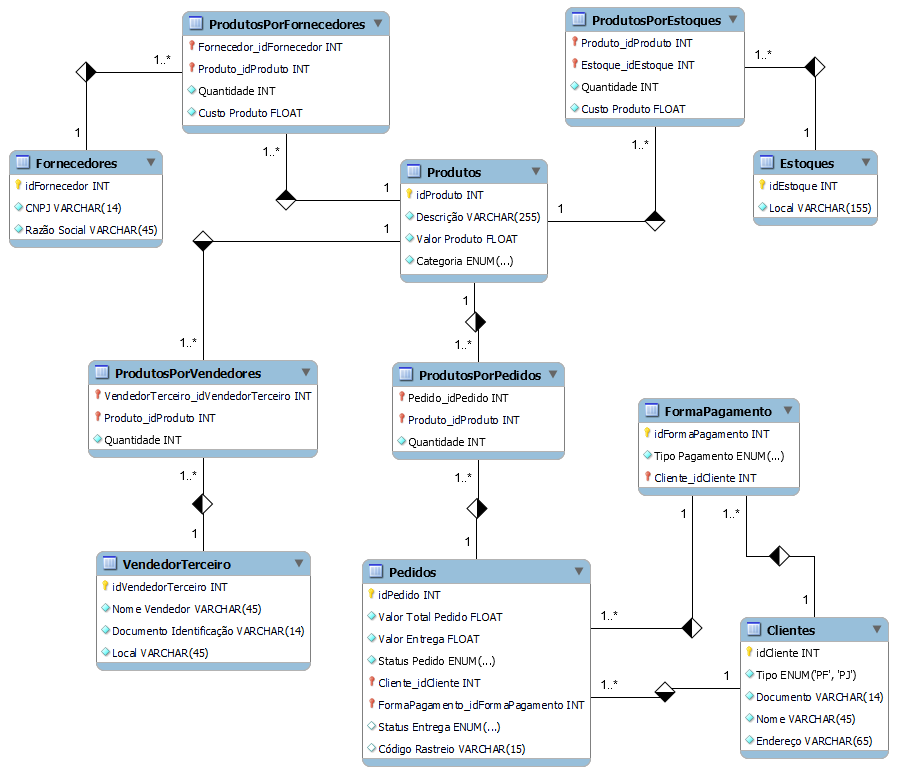 ProdutosPorFornecedores
Fornecedor_idFornecedor INT
Produto_idProduto INT
Quantidade INT
Custo Produto FLOAT
ProdutosPorEstoques
Produto_idProduto INT
Estoque_idEstoque INT
Quantidade INT
Custo Produto FLOAT
1..*
1
1..*
1
1..*
1
1..*
1
Fornecedores
idFornecedor INT
CNPJ VARCHAR(14)
Razão Social VARCHAR(45)
Produtos
idProduto INT
Descrição VARCHAR(255)
Valor Produto FLOAT
Categoria ENUM(...)
Estoques
idEstoque INT
Local VARCHAR(155)
1
1..*
1
1..*
ProdutosPorVendedores
VendedorTerceiro_idVendedorTerceiro INT
Produto_idProduto INT
Quantidade INT
ProdutosPorPedidos
Pedido_idPedido INT
Produto_idProduto INT
Quantidade INT
FormaPagamento
idFormaPagamento INT
Tipo Pagamento ENUM(...)
Cliente_idCliente INT
1..*
1
1..*
1
1
1..*
1..*
1
VendedorTerceiro
idVendedorTerceiro INT
Nome Vendedor VARCHAR(45)
Documento Identificação VARCHAR(14)
Local VARCHAR(45)
Pedidos
idPedido INT
Valor Total Pedido FLOAT
Valor Entrega FLOAT
Status Pedido ENUM(...)
Cliente_idCliente INT
FormaPagamento_idFormaPagamento INT
Status Entrega ENUM(...)
Código Rastreio VARCHAR(15)
1..*
1
Clientes
idCliente INT
Tipo ENUM('PF', 'PJ')
Documento VARCHAR(14)
Nome VARCHAR(45)
Endereço VARCHAR(65)